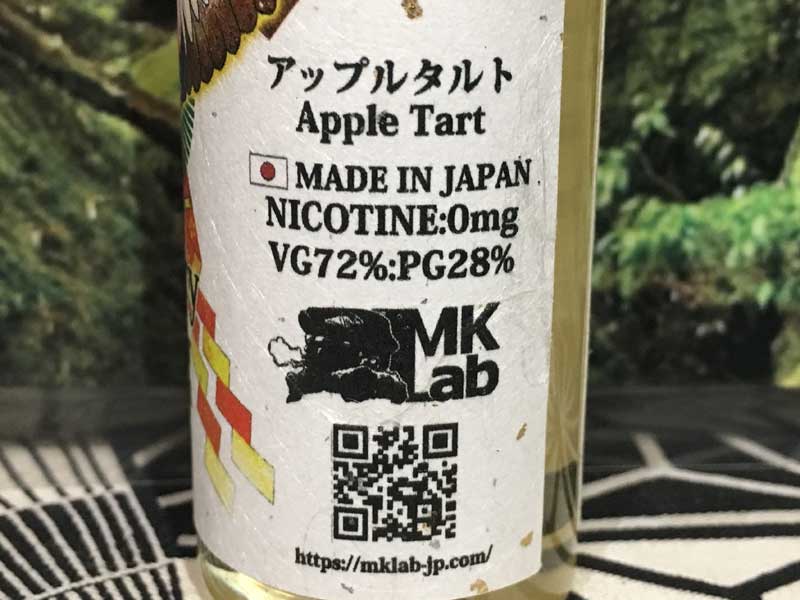 アップルタルト
Apple Tart
MADE IN JAPAN
NICOTINE:0mg
VG72%:PG28%
MK
Lab
y
https://mklab-jp.com/